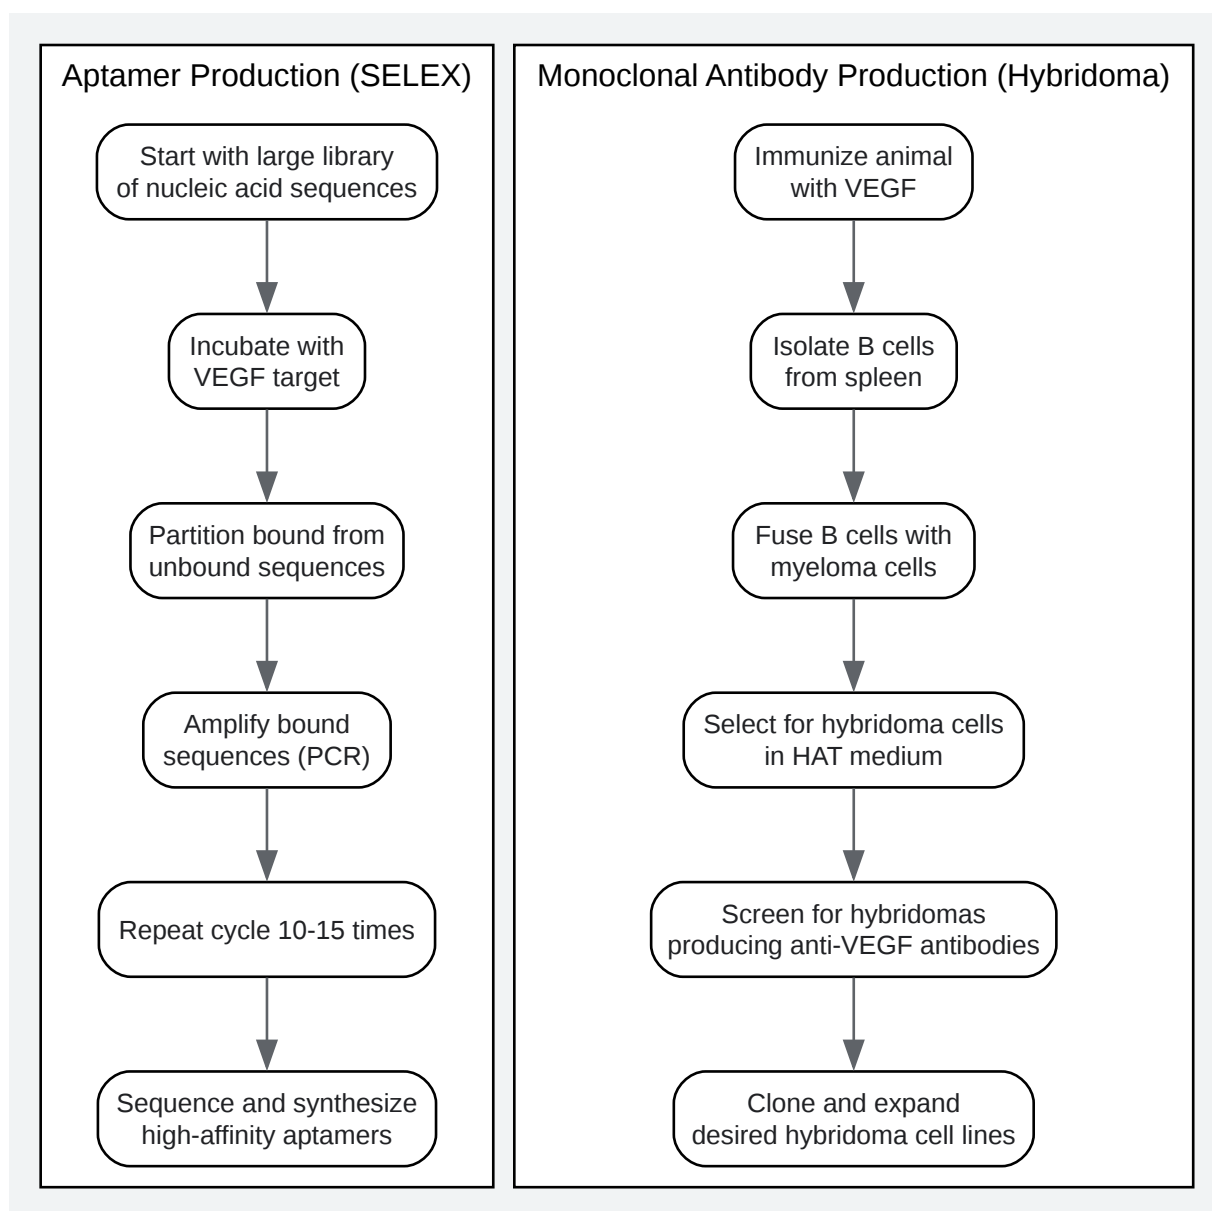 Aptamer Production (SELEX)
Start with large library
of nucleic acid sequences
Incubate with
VEGF target
Partition bound from
unbound sequences
Amplify bound
sequences (PCR)
Repeat cycle 10-15 times
Sequence and synthesize
high-affinity aptamers
Monoclonal Antibody Production (Hybridoma)
Immunize animal
with VEGF
Isolate B cells
from spleen
Fuse B cells with
myeloma cells
Select for hybridoma cells
in HAT medium
Screen for hybridomas
producing anti-VEGF antibodies
Clone and expand
desired hybridoma cell lines